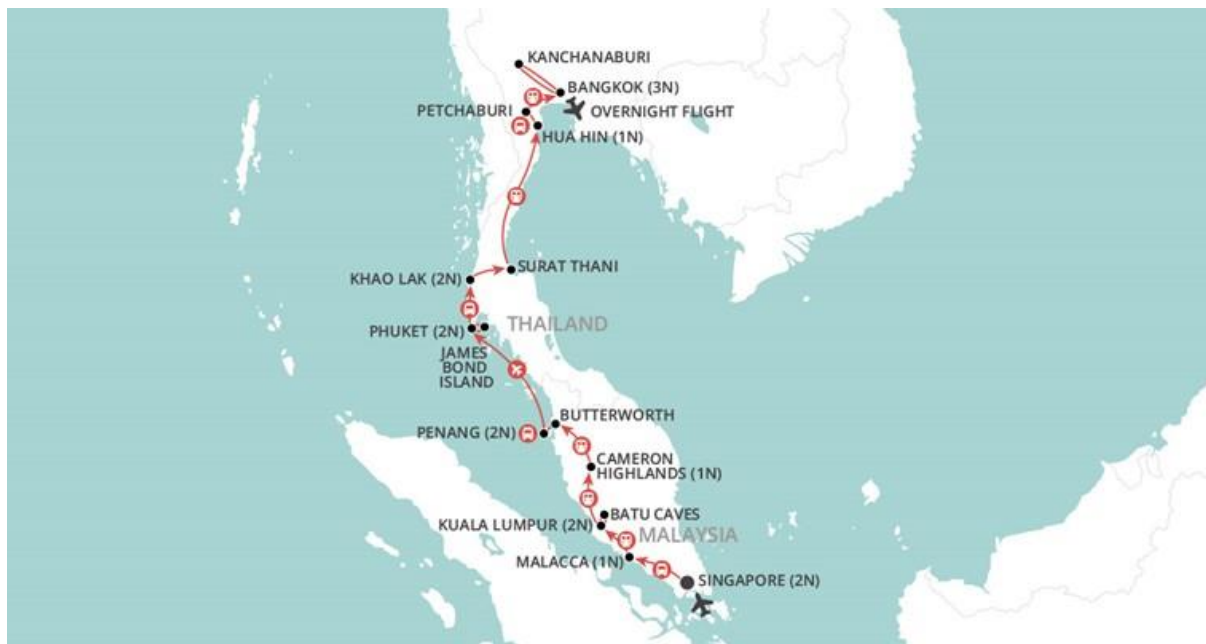 KANCHANABURI
BANGKOK (3N)
OVERNIGHT FLIGHT
PETCHABURI
HUA HIN (1N)
SURAT THANI
KHAO LAK (2N)
THAILAND
PHUKET (2N)
JAMES
BOND
ISLAND
BUTTERWORTH
PENANG (2N)
CAMERON
HIGHLANDS (1N)
BATU CAVES
KUALA LUMPUR (2N)
MALAYSIA
MALACCA (1N)
SINGAPORE (2N)